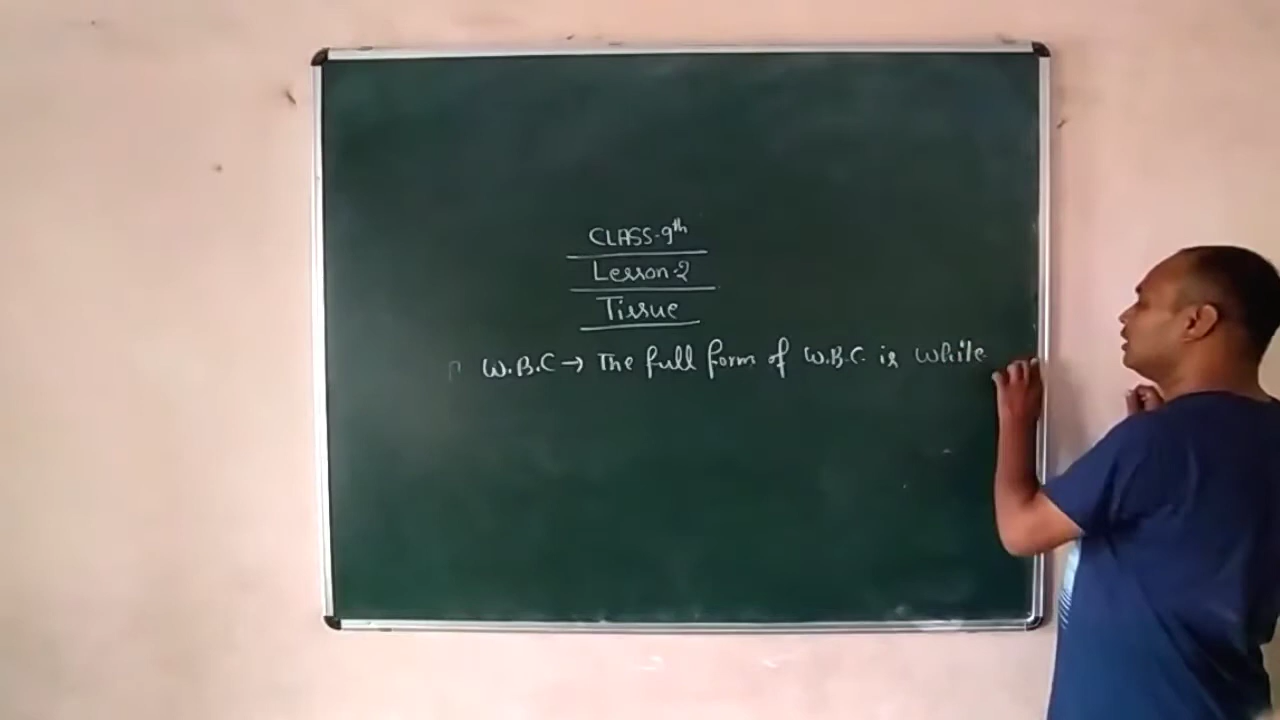 CLASS-9th
Lesson-2
Tissue
W.B.C → The full form of W.B.C. is white